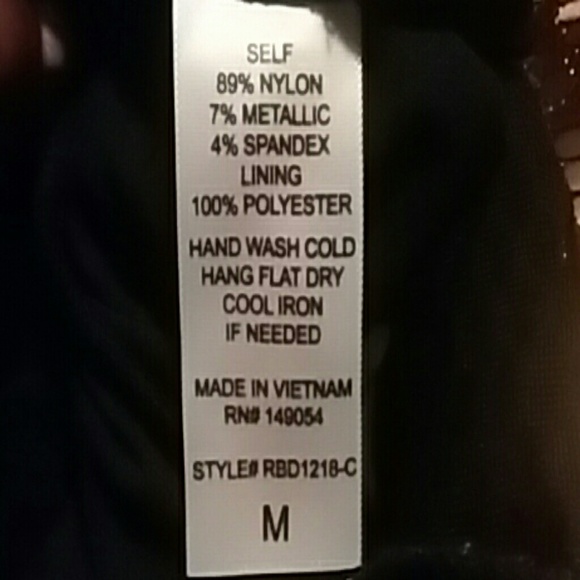 SELF
89% NYLON
7% METALLIC
4% SPANDEX
LINING
100% POLYESTER
HAND WASH COLD
HANG FLAT DRY
COOL IRON
IF NEEDED
MADE IN VIETNAM
RN# 149054
STYLE# RBD1218-C
M